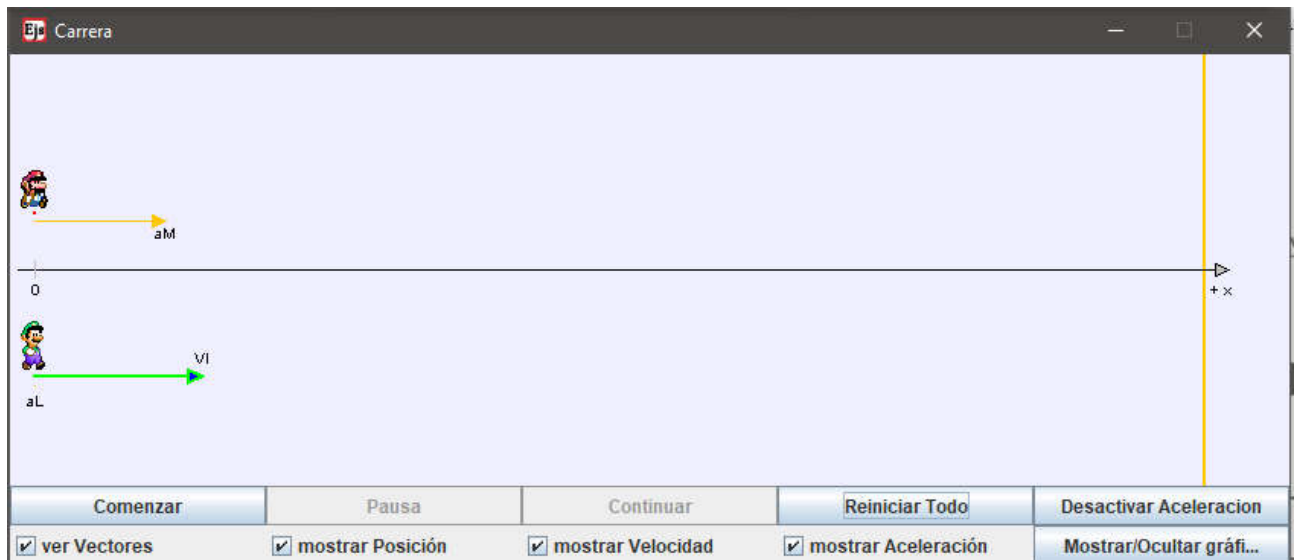 Ejs Carrera
aM
0
+ x
Vl
aL
Comenzar Pausa Continuar Reiniciar Todo Desactivar Aceleracion
ver Vectores mostrar Posición mostrar Velocidad mostrar Aceleración Mostrar/Ocultar gráfi...